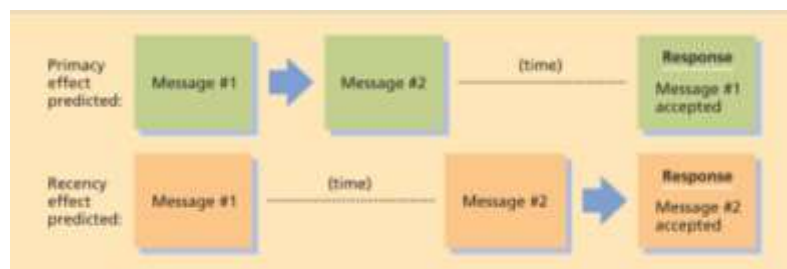 Primacy
effect
predicted:
Message #1
Message #2
(time)
Response
Message #1
accepted
Recency
effect
predicted:
Message #1
(time)
Message #2
Response
Message #2
accepted